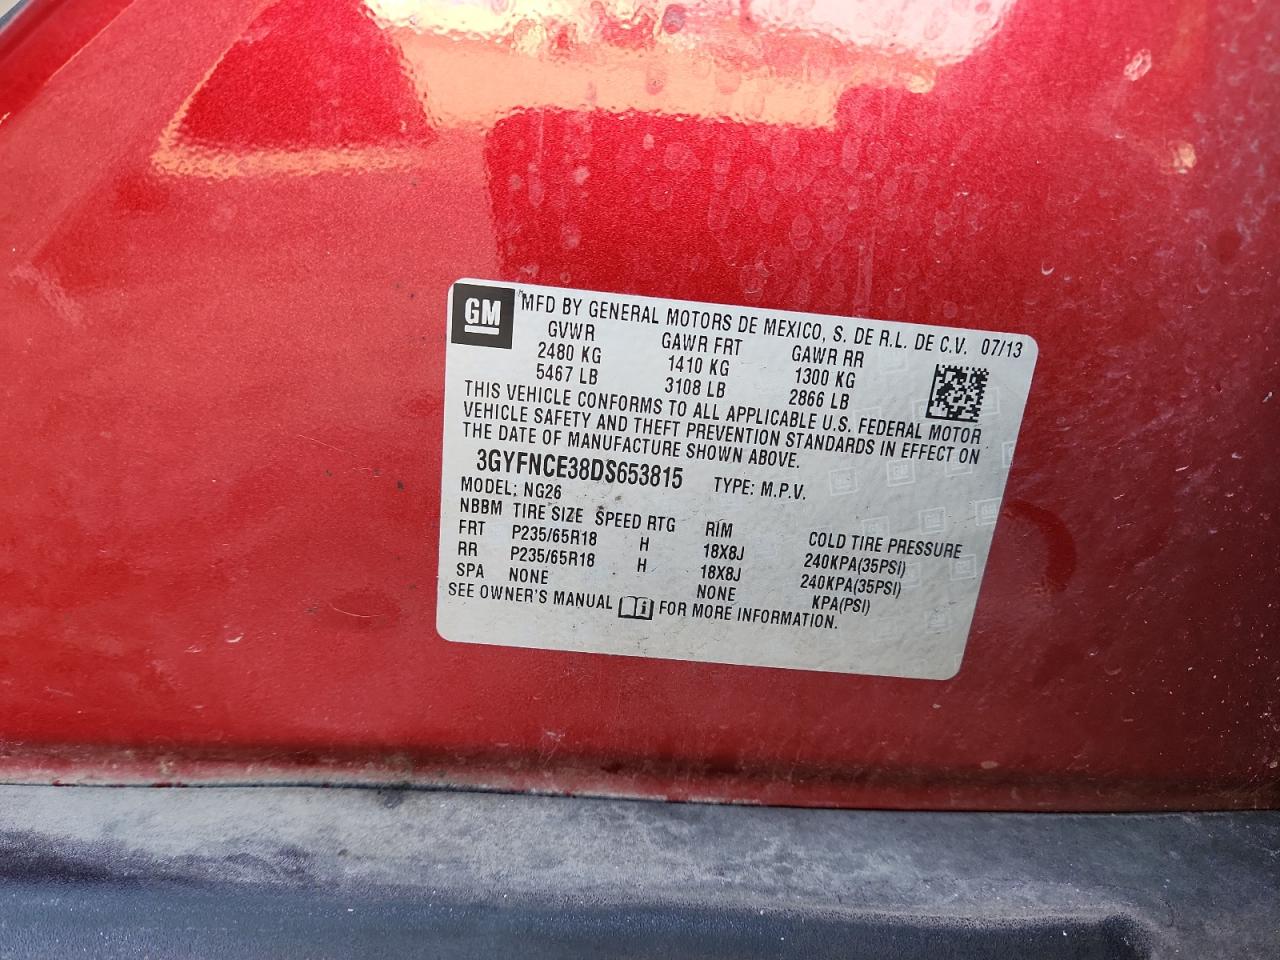 GM
MFD BY GENERAL MOTORS DE MEXICO, S. DE R.L. DE C.V. 07/13
GVWR GAWR FRT GAWR RR
2480 KG 1410 KG 1300 KG
5467 LB 3108 LB 2866 LB
THIS VEHICLE CONFORMS TO ALL APPLICABLE U.S. FEDERAL MOTOR
VEHICLE SAFETY AND THEFT PREVENTION STANDARDS IN EFFECT ON
THE DATE OF MANUFACTURE SHOWN ABOVE.
3GYFNCE38DS653815 TYPE: M.P.V.
MODEL: NG26
NBBM TIRE SIZE SPEED RTG RIM COLD TIRE PRESSURE
FRT P235/65R18 H 18X8J 240KPA(35PSI)
RR P235/65R18 H 18X8J 240KPA(35PSI)
SPA NONE NONE KPA(PSI)
SEE OWNER'S MANUAL FOR MORE INFORMATION.